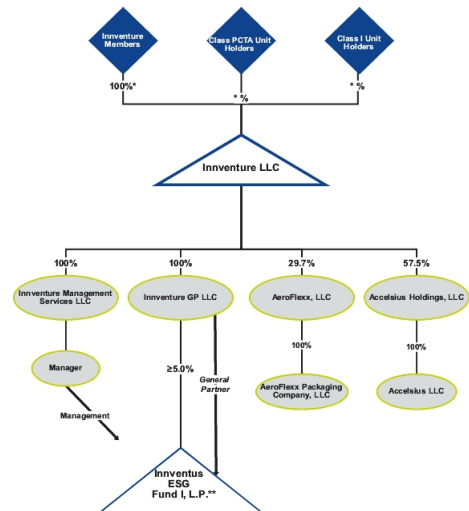 Innventure
Members
Class PCTA Unit
Holders
Class I Unit
Holders
100%*
* %
* %
Innventure LLC
100%
100%
29.7%
57.5%
Innventure Management
Services LLC
Innventure GP LLC
AeroFlexx, LLC
Accelsius Holdings, LLC
Manager
≥5.0%
General
Partner
100%
100%
AeroFlexx Packaging
Company, LLC
Accelsius LLC
Management
Innventus
ESG
Fund I, L.P.**